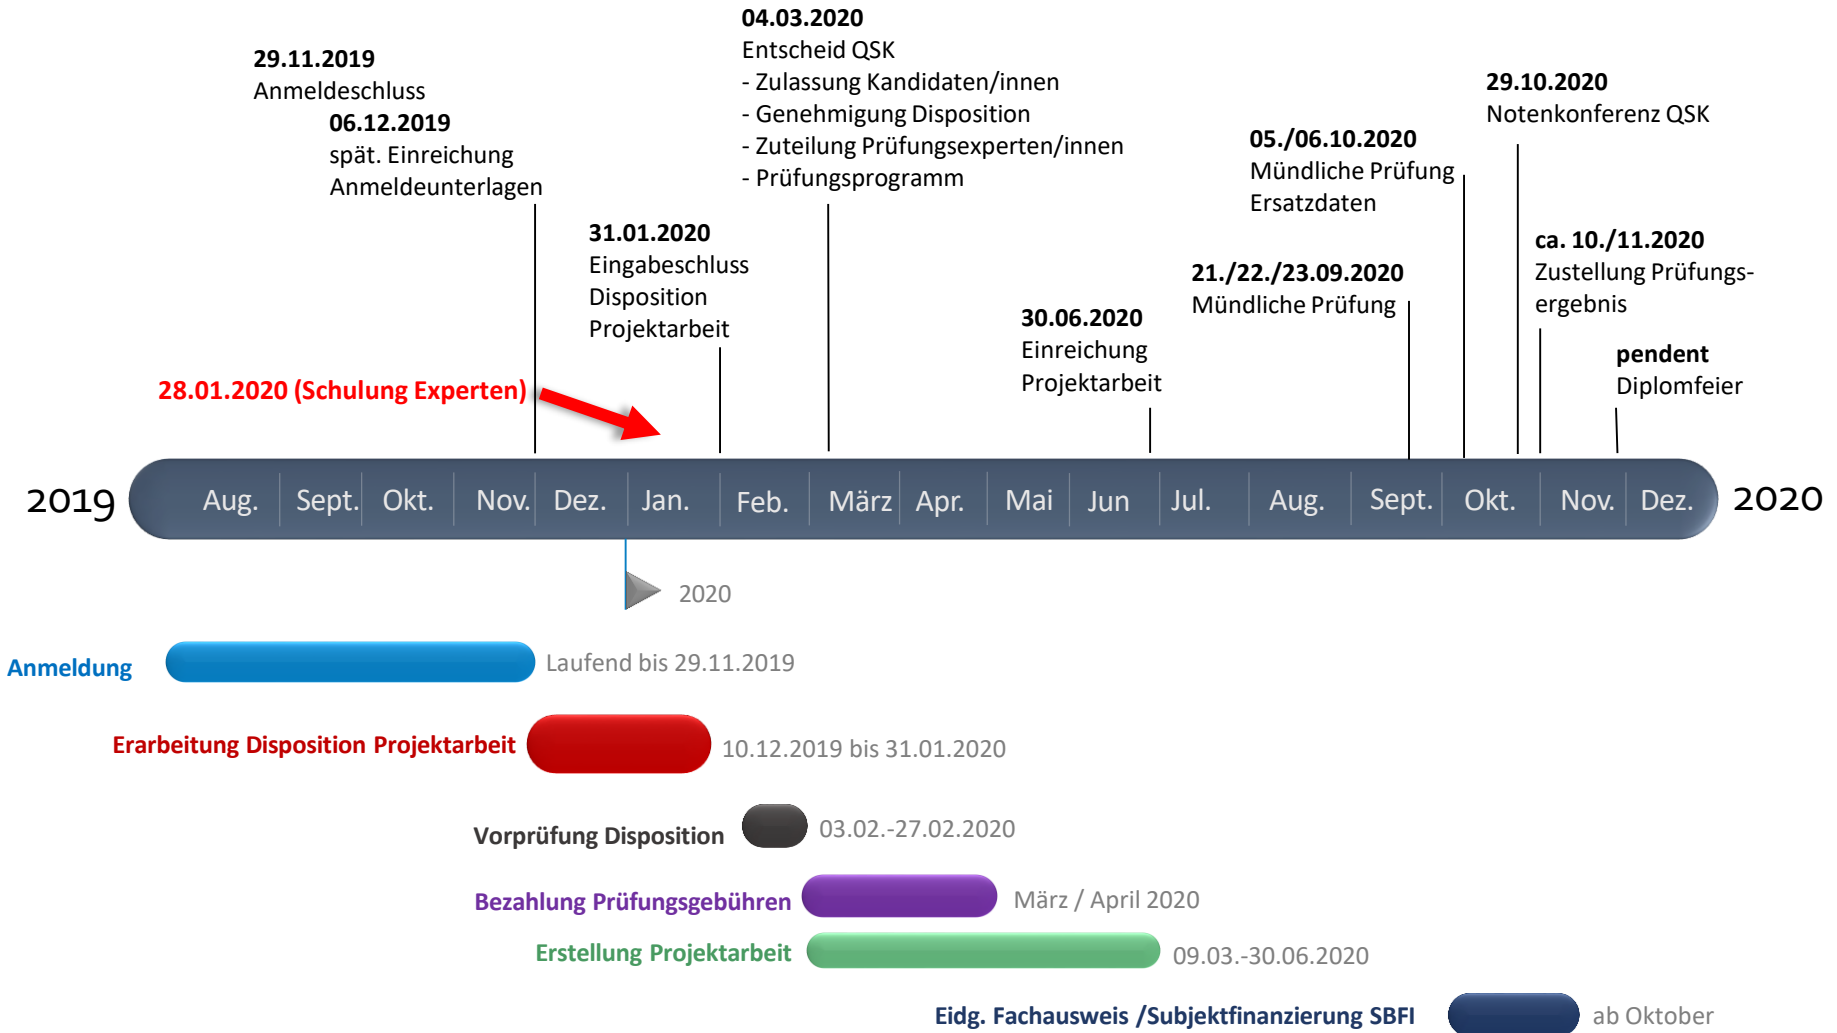 04.03.2020
Entscheid QSK
- Zulassung Kandidaten/innen
- Genehmigung Disposition
- Zuteilung Prüfungsexperten/innen
- Prüfungsprogramm
29.11.2019
Anmeldeschluss
06.12.2019
spät. Einreichung
Anmeldeunterlagen
31.01.2020
Eingabeschluss
Disposition
Projektarbeit
28.01.2020 (Schulung Experten)
30.06.2020
Einreichung
Projektarbeit
21./22./23.09.2020
Mündliche Prüfung
05./06.10.2020
Mündliche Prüfung
Ersatzdaten
29.10.2020
Notenkonferenz QSK
ca. 10./11.2020
Zustellung Prüfungs-
ergebnis
pendent
Diplomfeier
2019 Aug. Sept. Okt. Nov. Dez. Jan. Feb. März Apr. Mai Jun Jul. Aug. Sept. Okt. Nov. Dez. 2020
2020
Anmeldung Laufend bis 29.11.2019
Erarbeitung Disposition Projektarbeit 10.12.2019 bis 31.01.2020
Vorprüfung Disposition 03.02.-27.02.2020
Bezahlung Prüfungsgebühren März / April 2020
Erstellung Projektarbeit 09.03.-30.06.2020
Eidg. Fachausweis /Subjektfinanzierung SBFI ab Oktober